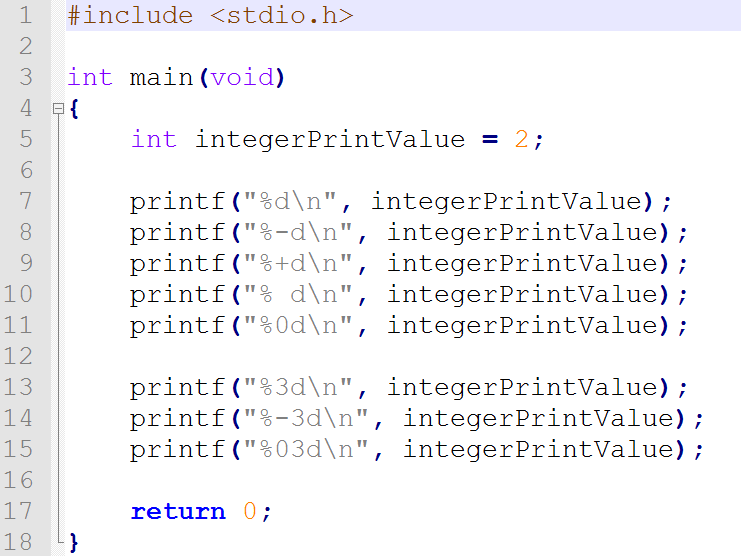 1 #include <stdio.h>
2
3 int main(void)
4 {
5     int integerPrintValue = 2;
6
7     printf("%d\n", integerPrintValue);
8     printf("%-d\n", integerPrintValue);
9     printf("%+d\n", integerPrintValue);
10     printf("% d\n", integerPrintValue);
11     printf("%0d\n", integerPrintValue);
12
13     printf("%3d\n", integerPrintValue);
14     printf("%-3d\n", integerPrintValue);
15     printf("%03d\n", integerPrintValue);
16
17     return 0;
18 }